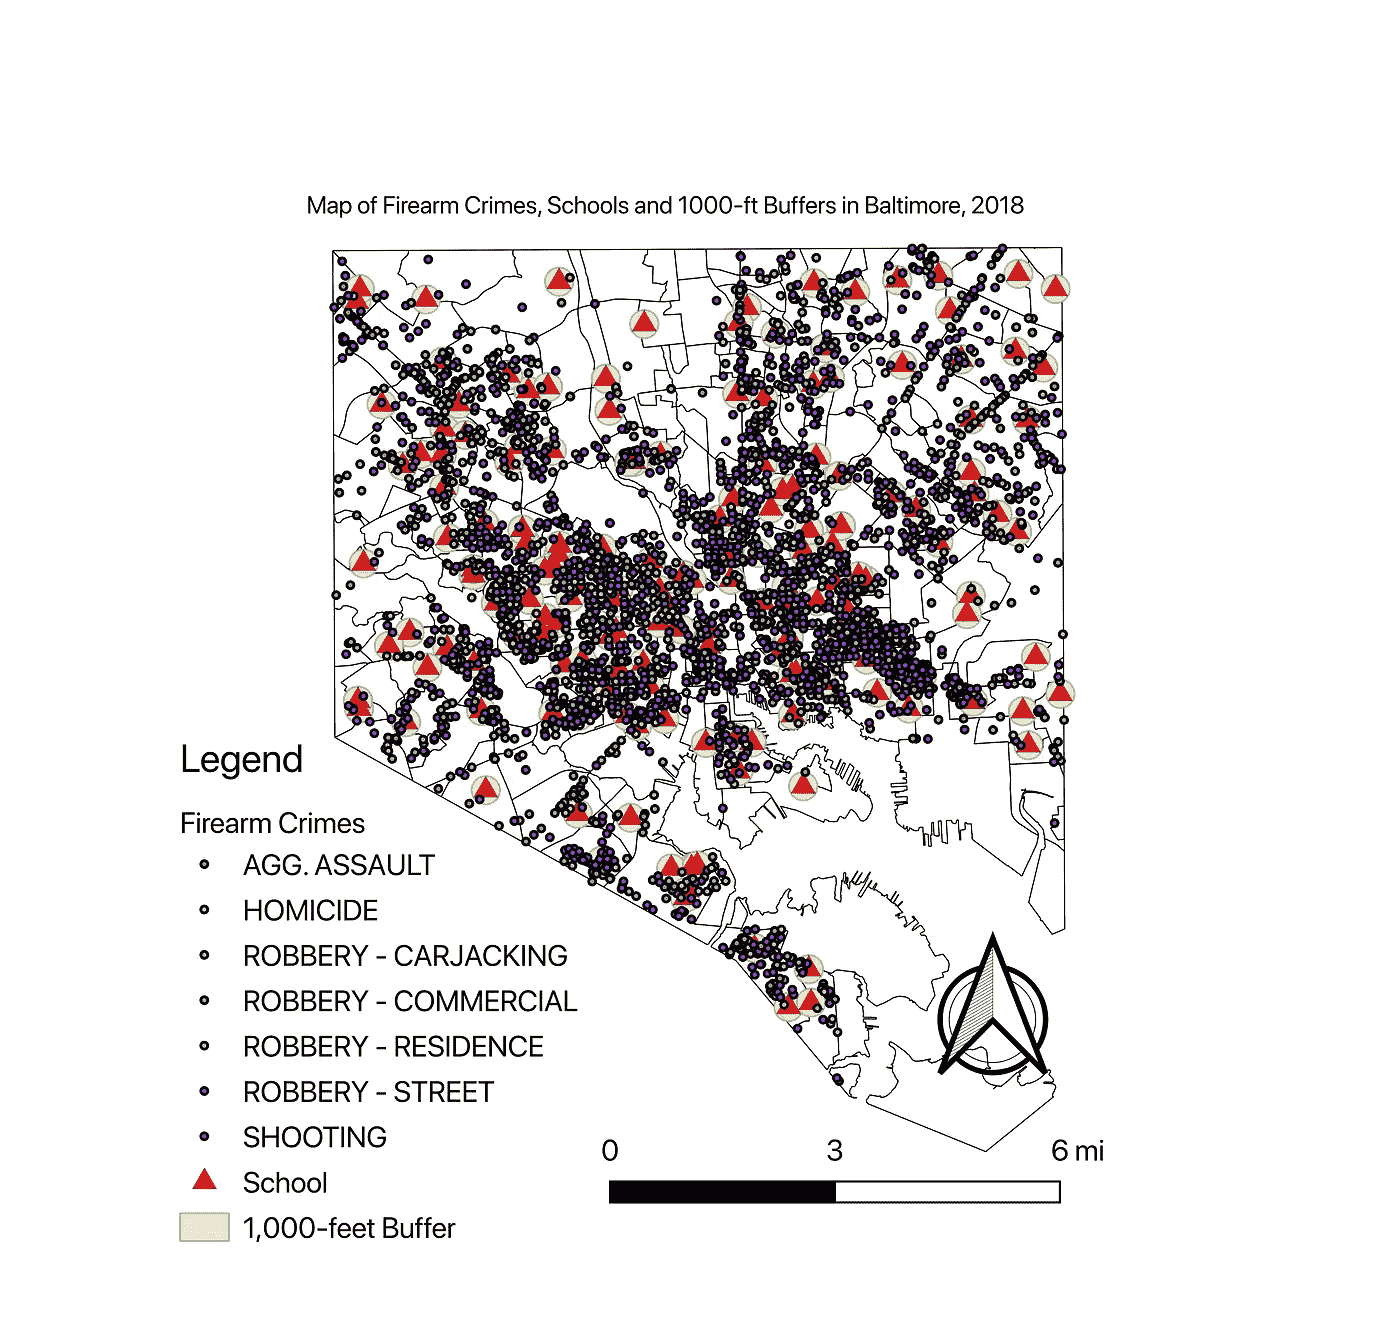 Map of Firearm Crimes, Schools and 1000-ft Buffers in Baltimore, 2018
Legend
Firearm Crimes
AGG. ASSAULT
HOMICIDE
ROBBERY - CARJACKING
ROBBERY - COMMERCIAL
ROBBERY - RESIDENCE
ROBBERY - STREET
SHOOTING
School
1,000-feet Buffer
0 3 6 mi